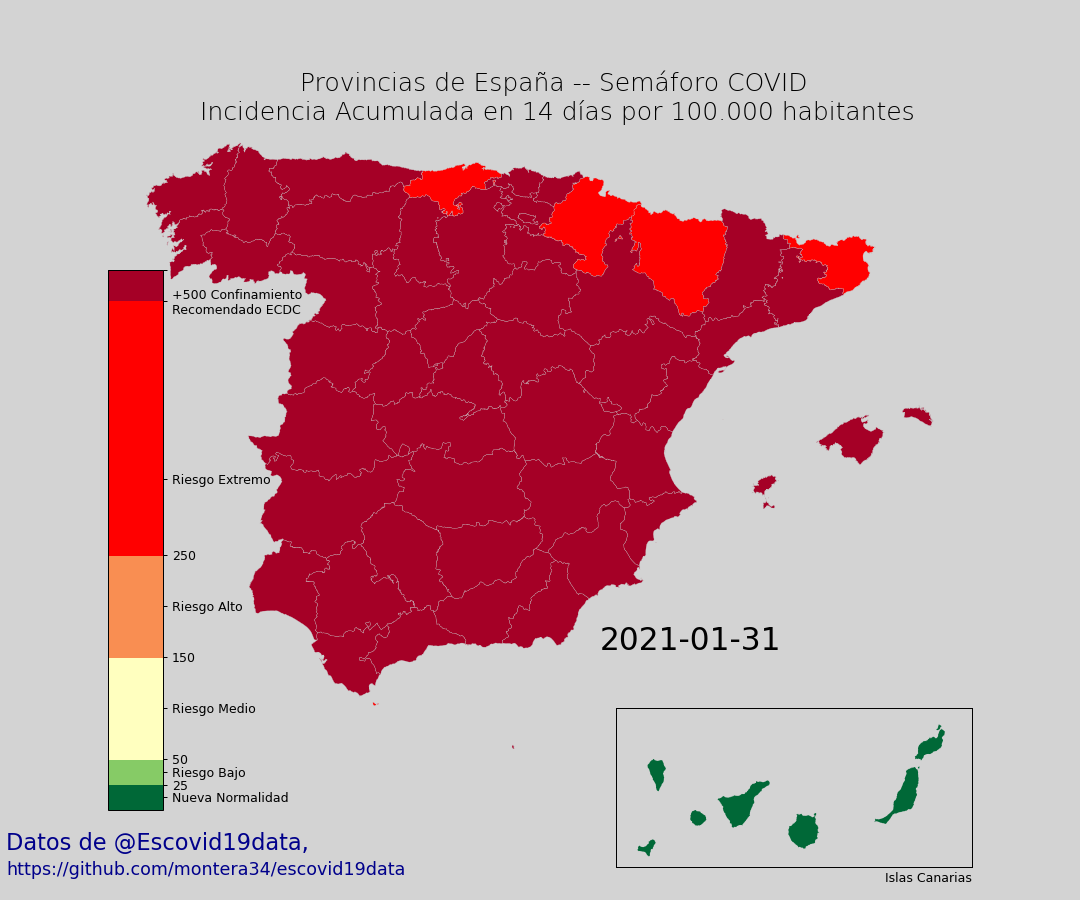 Provincias de España -- Semáforo COVID
Incidencia Acumulada en 14 días por 100.000 habitantes
+500 Confinamiento
Recomendado ECDC
Riesgo Extremo
250
Riesgo Alto
150
Riesgo Medio
50
Riesgo Bajo
25
Nueva Normalidad
2021-01-31
Islas Canarias
Datos de @Escovid19data,
https://github.com/montera34/escovid19data